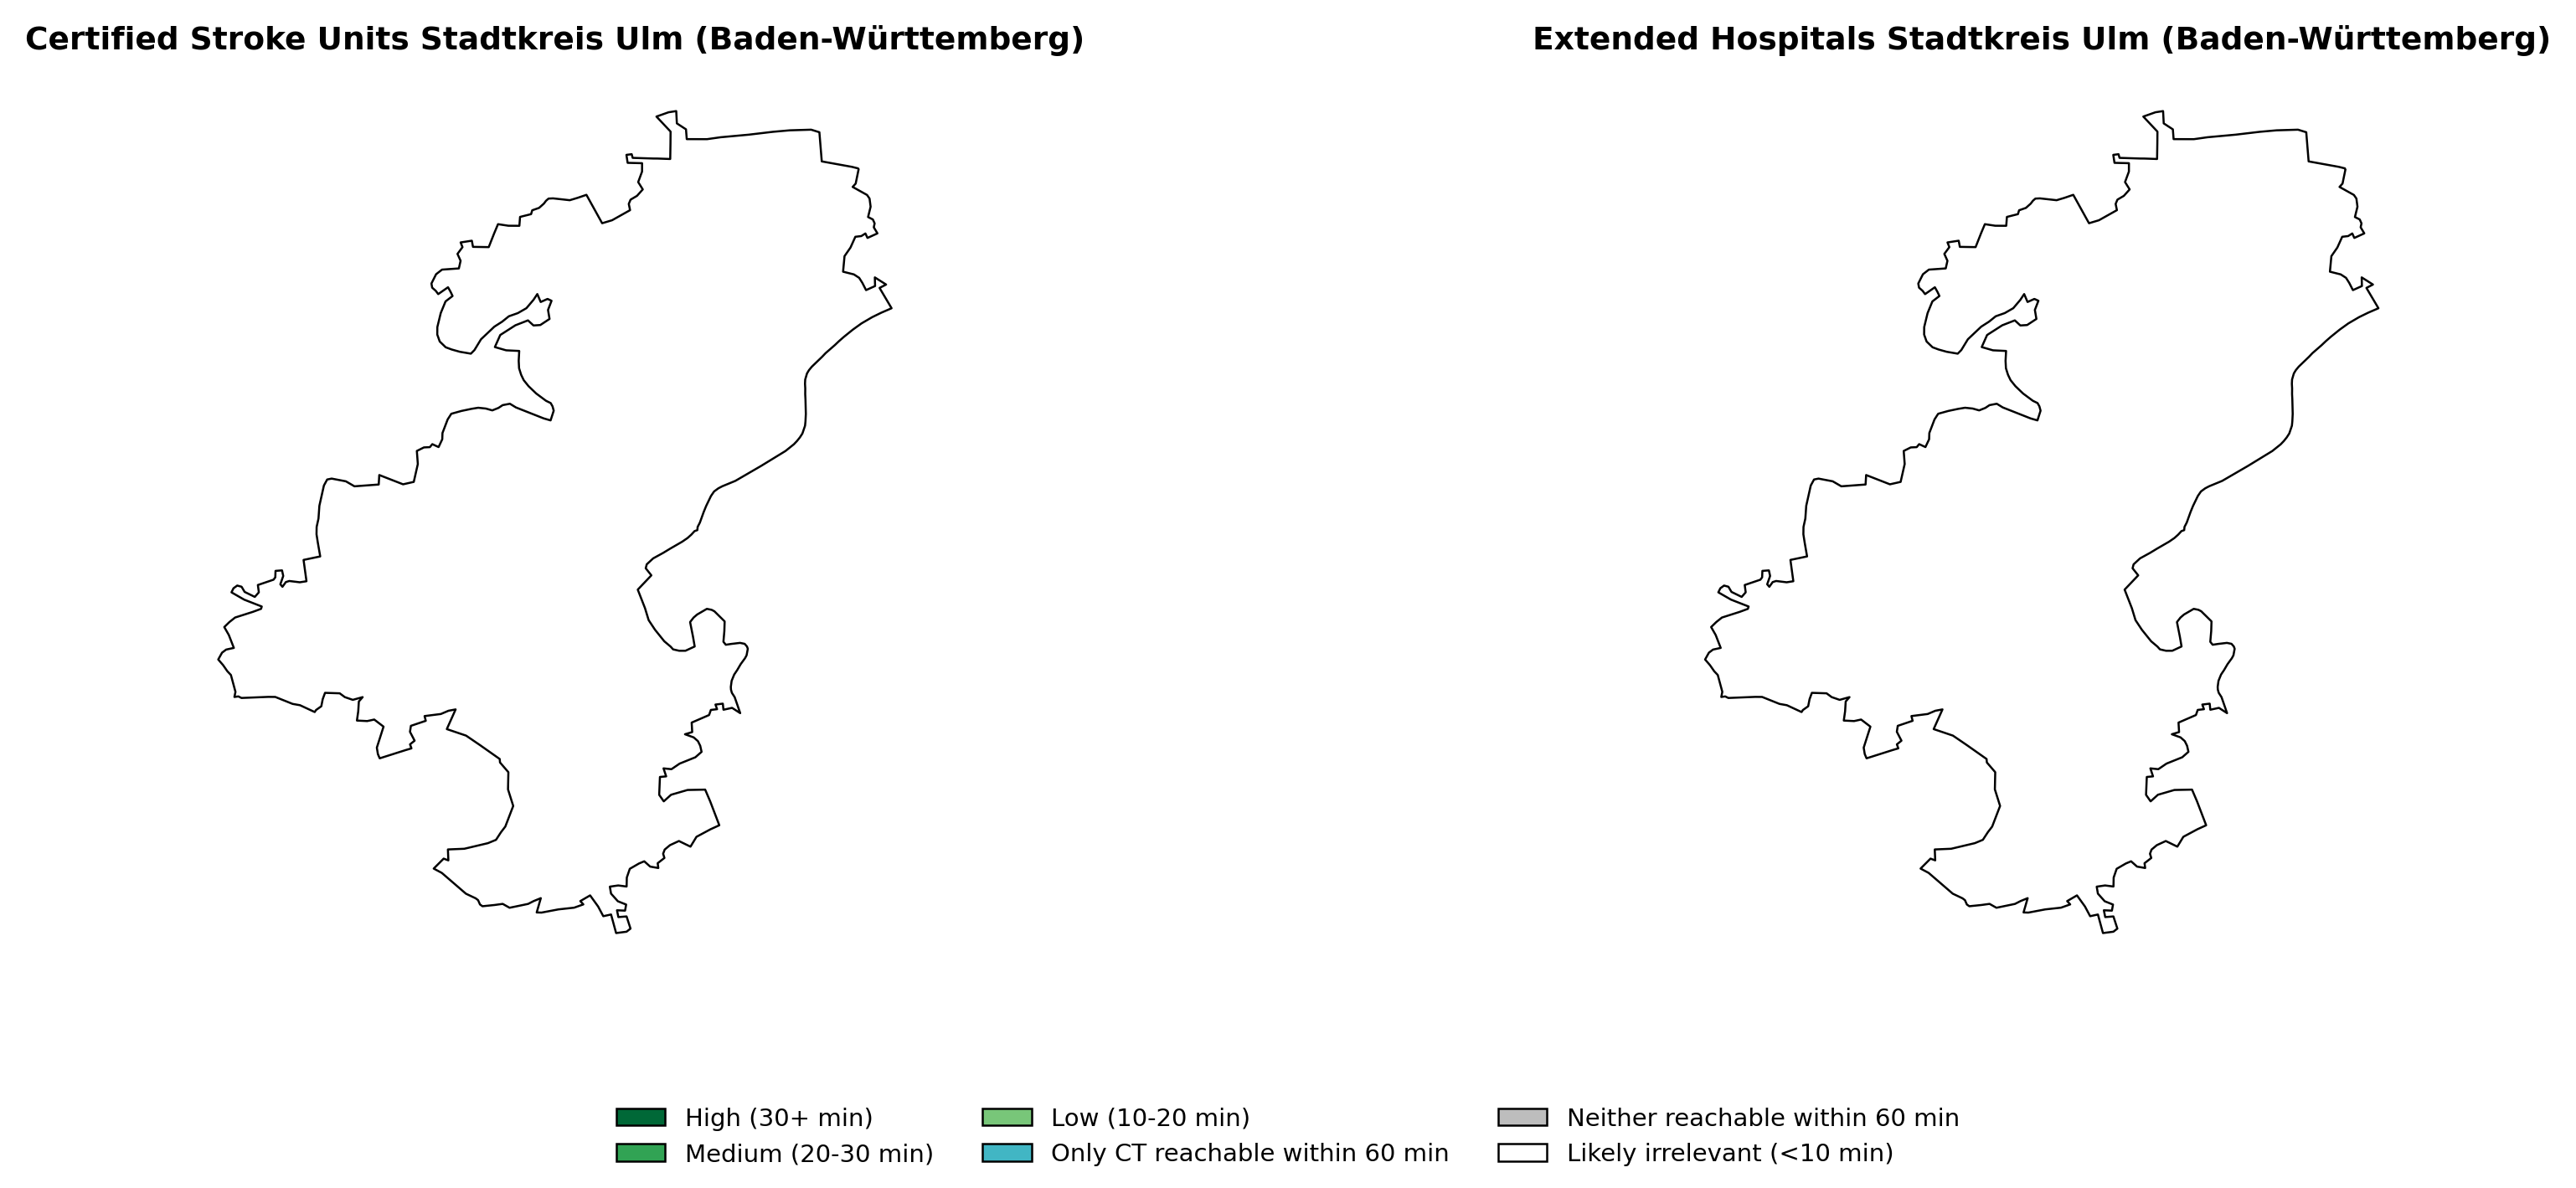 Certified Stroke Units Stadtkreis Ulm (Baden-Württemberg)
Extended Hospitals Stadtkreis Ulm (Baden-Württemberg)
High (30+ min)
Medium (20-30 min)
Low (10-20 min)
Only CT reachable within 60 min
Neither reachable within 60 min
Likely irrelevant (<10 min)